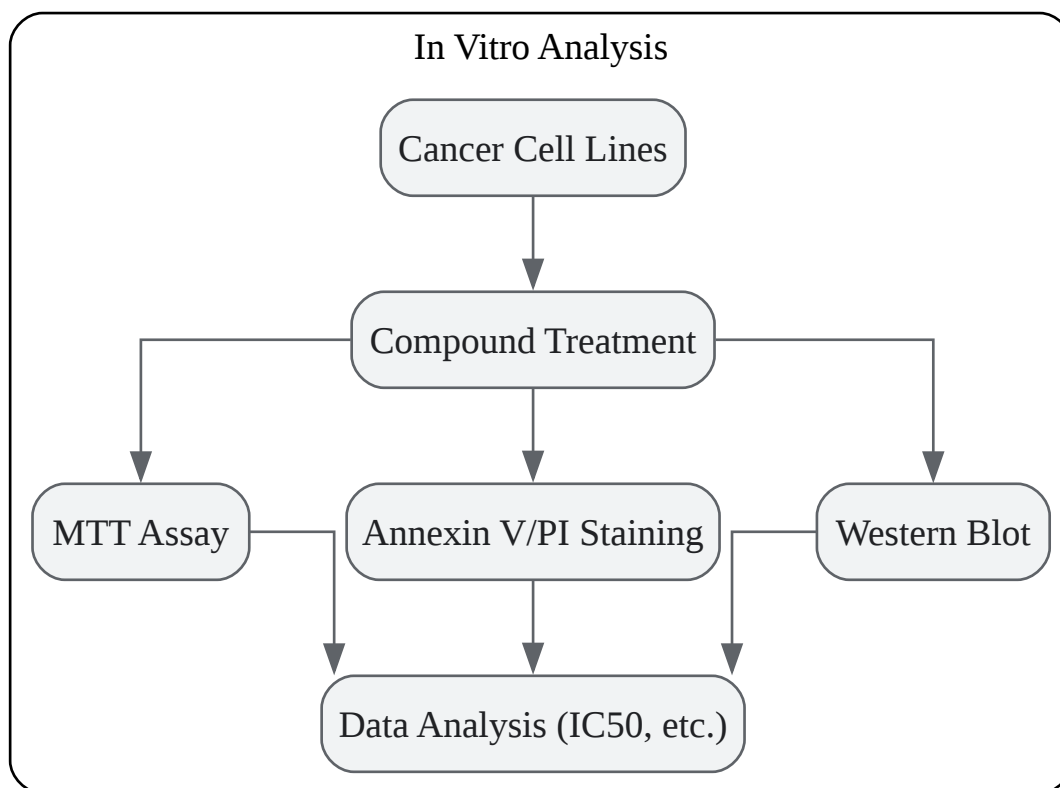 In Vitro Analysis
Cancer Cell Lines
Compound Treatment
MTT Assay
Annexin V/PI Staining
Western Blot
Data Analysis (IC50, etc.)